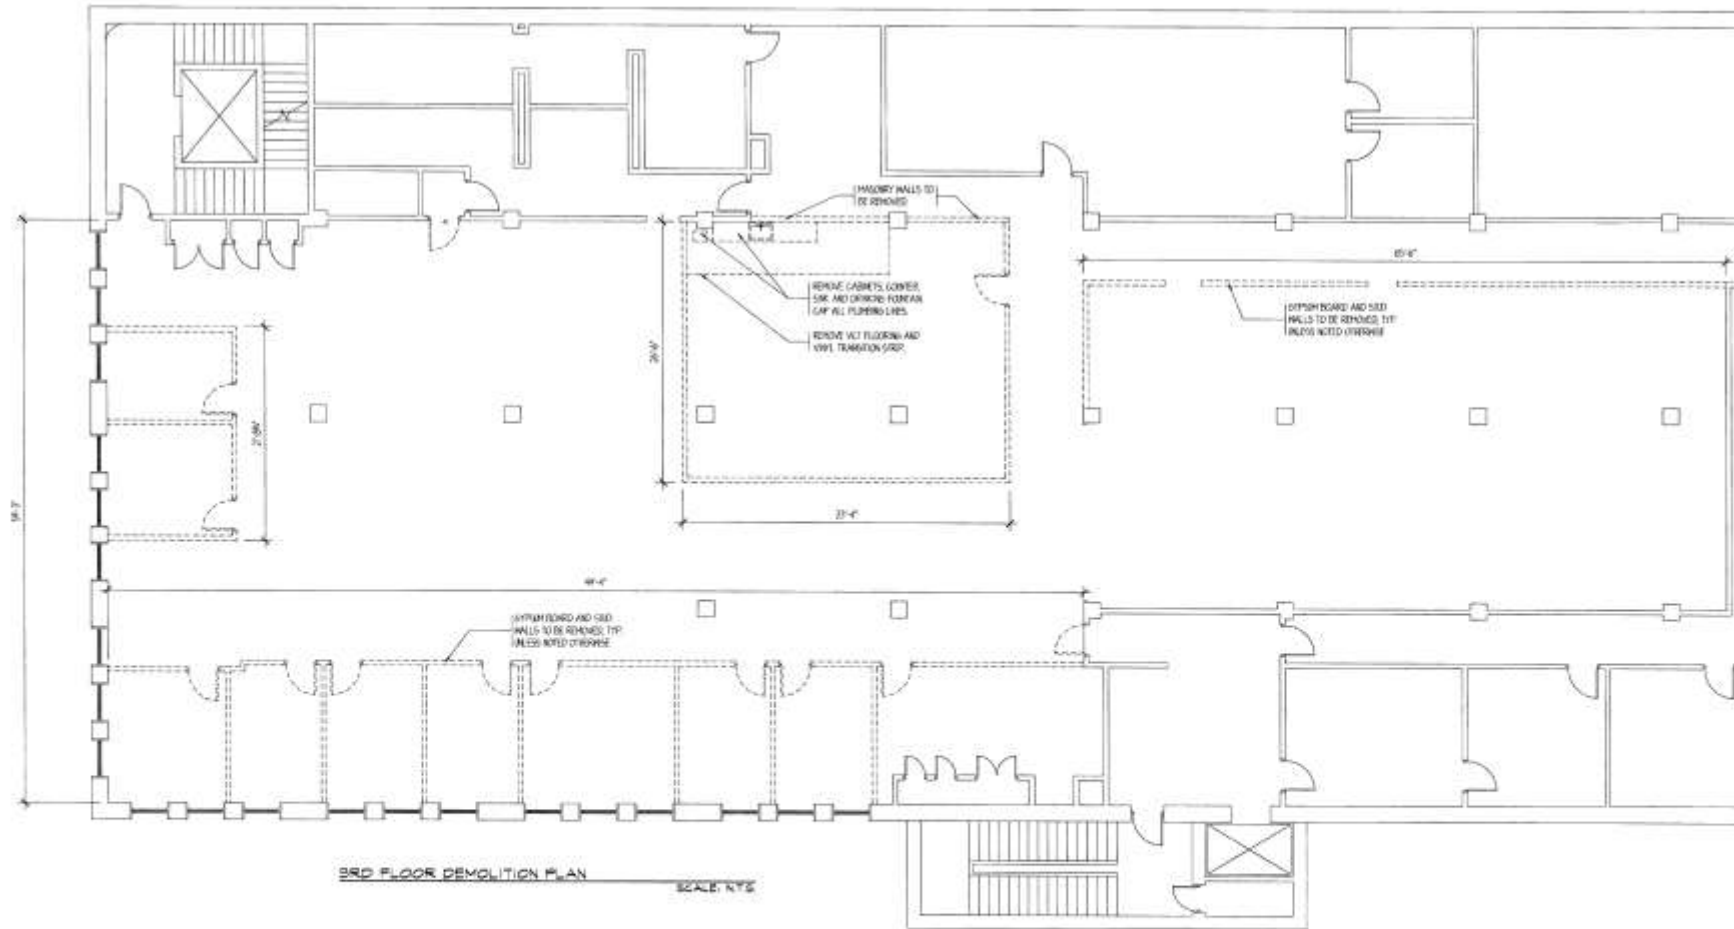 MASONRY WALLS TO
BE REMOVED
65'-6"
REMOVE CABINETS, COUNTER,
SINK AND DRINKING FOUNTAIN.
CAP ALL PLUMBING LINES.
GYPSUM BOARD AND STUD
WALLS TO BE REMOVED, TYP.
UNLESS NOTED OTHERWISE
REMOVE VCT FLOORING AND
VINYL TRANSITION STRIP.
GYPSUM BOARD AND STUD
WALLS TO BE REMOVED, TYP.
UNLESS NOTED OTHERWISE
3RD FLOOR DEMOLITION PLAN
SCALE: NTS